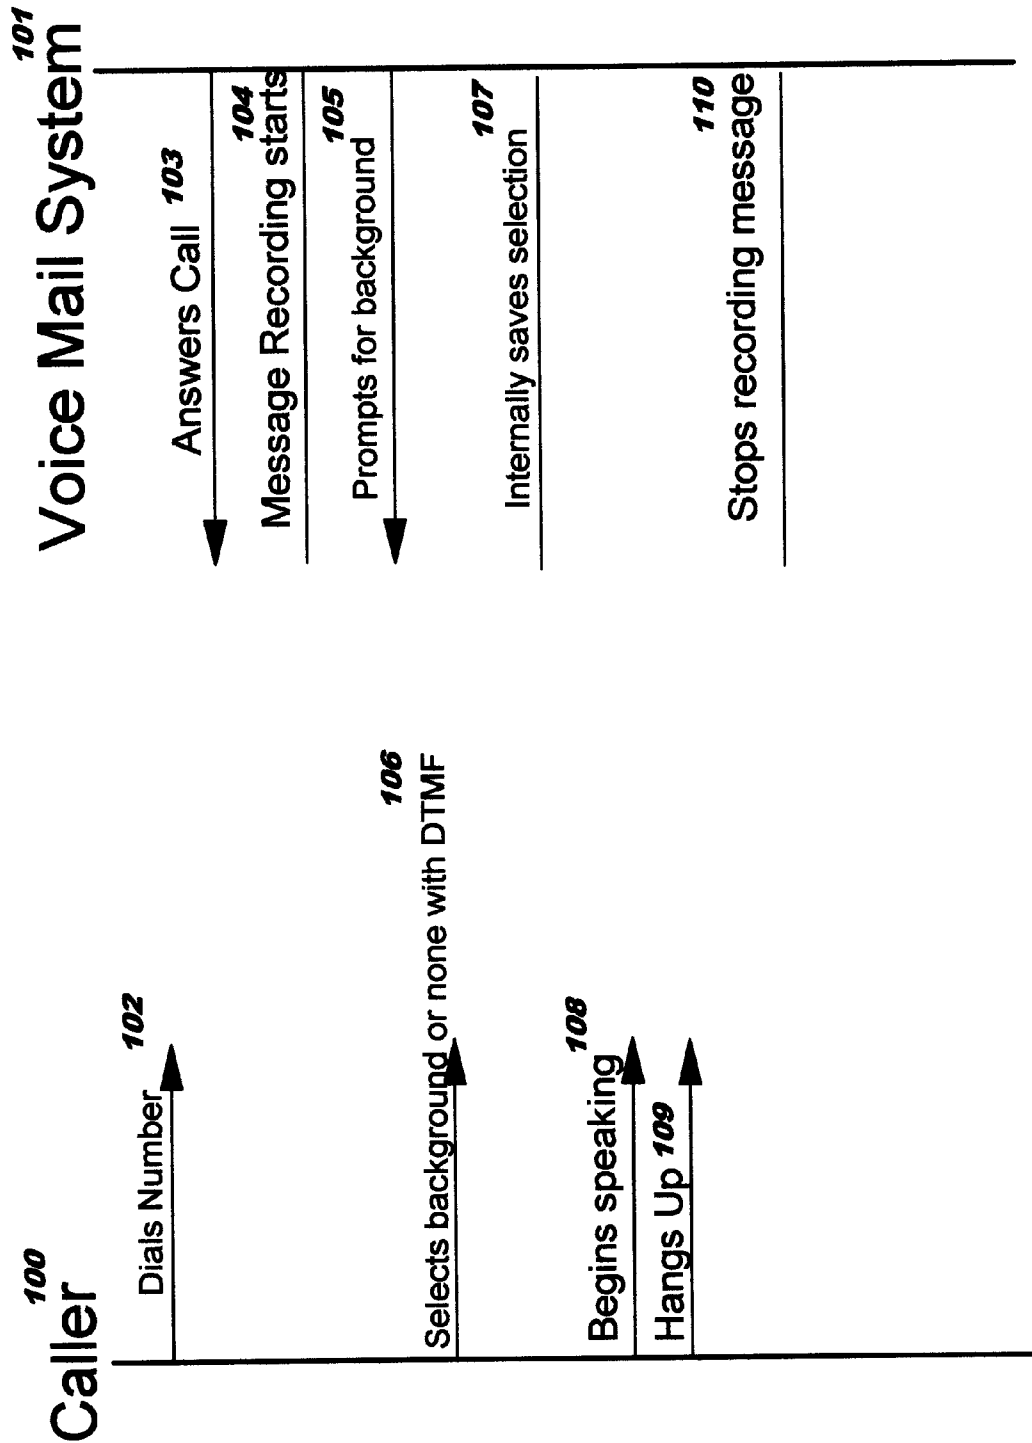 Caller 100
Voice Mail System 101
Dials Number 102
Answers Call 103
Message Recording starts 104
Prompts for background 105
Selects background or none with DTMF 106
Internally saves selection 107
Begins speaking 108
Hangs Up 109
Stops recording message 110